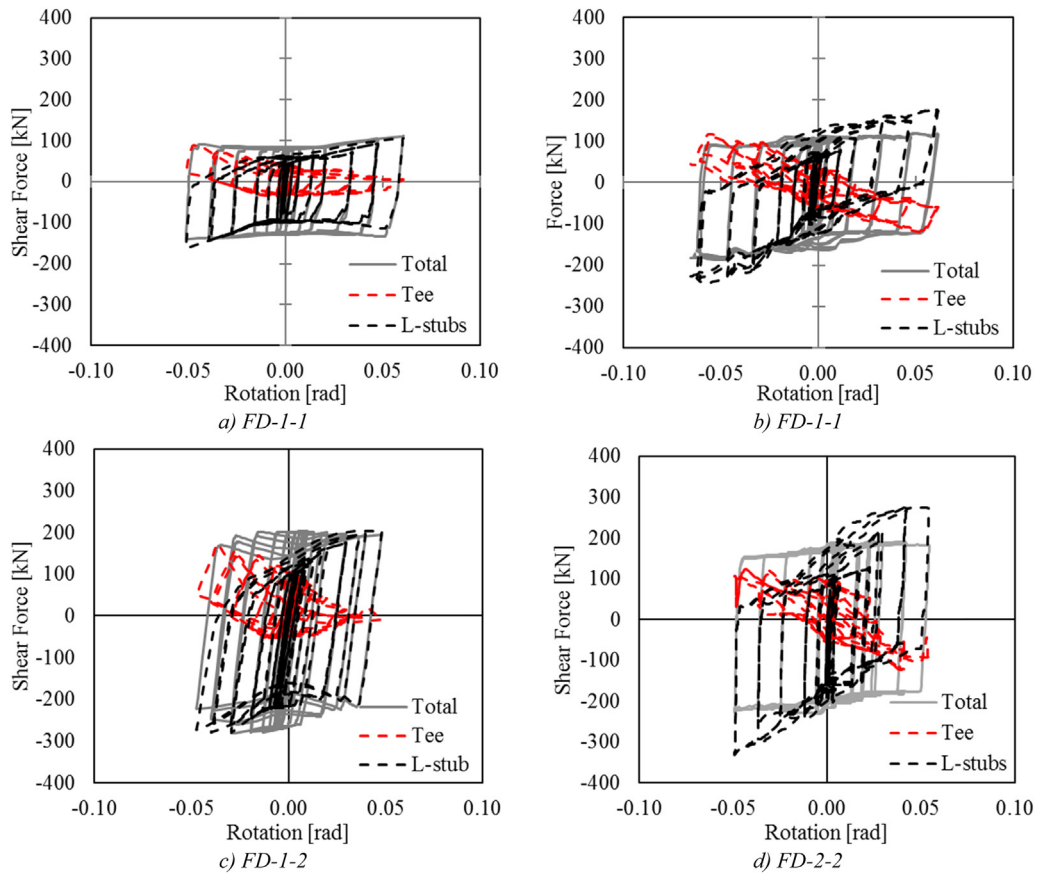 400
300
200
100
0
-100
-200
-300
-400
Shear Force [kN]
Total
Tee
L-stubs
-0.10 -0.05 0.00 0.05 0.10
Rotation [rad]
a) FD-1-1
400
300
200
100
0
-100
-200
-300
-400
Force [kN]
Total
Tee
L-stubs
-0.10 -0.05 0.00 0.05 0.10
Rotation [rad]
b) FD-1-1
400
300
200
100
0
-100
-200
-300
-400
Shear Force [kN]
Total
Tee
L-stub
-0.10 -0.05 0.00 0.05 0.10
Rotation [rad]
c) FD-1-2
400
300
200
100
0
-100
-200
-300
-400
Shear Force [kN]
Total
Tee
L-stubs
-0.10 -0.05 0.00 0.05 0.10
Rotation [rad]
d) FD-2-2